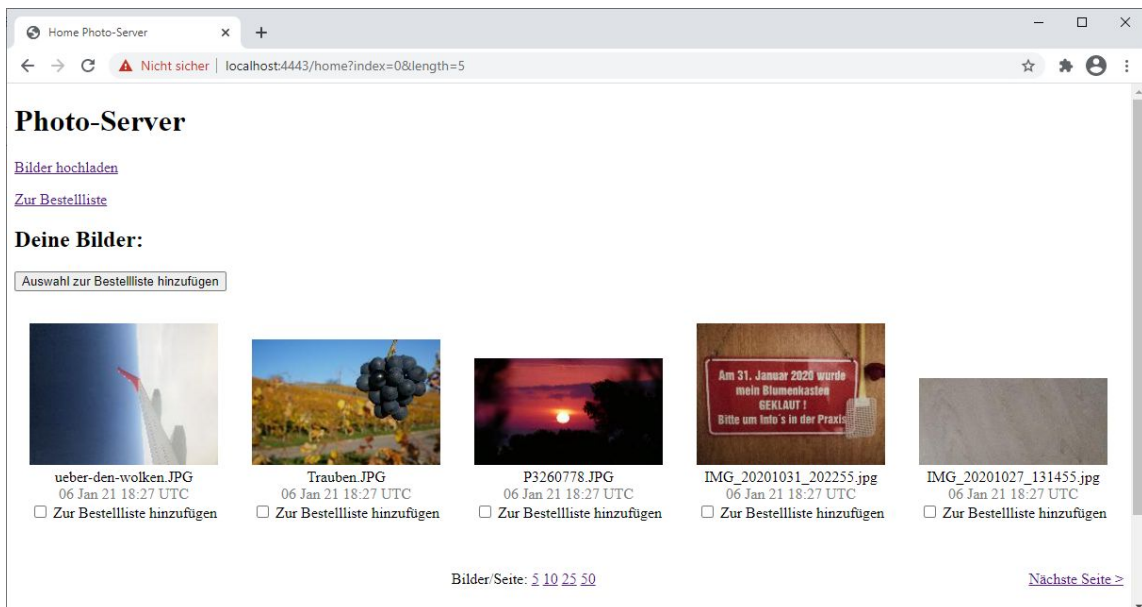 Home Photo-Server
Nicht sicher | localhost:4443/home?index=0&length=5
Photo-Server
Bilder hochladen
Zur Bestellliste
Deine Bilder:
Auswahl zur Bestellliste hinzufügen
Am 31. Januar 2020 wurde
mein Blumenkasten
GEKLAUT !
Bitte um Info`s in der Praxis
ueber-den-wolken.JPG
06 Jan 21 18:27 UTC
Zur Bestellliste hinzufügen
Trauben.JPG
06 Jan 21 18:27 UTC
Zur Bestellliste hinzufügen
P3260778.JPG
06 Jan 21 18:27 UTC
Zur Bestellliste hinzufügen
IMG_20201031_202255.jpg
06 Jan 21 18:27 UTC
Zur Bestellliste hinzufügen
IMG_20201027_131455.jpg
06 Jan 21 18:27 UTC
Zur Bestellliste hinzufügen
Bilder/Seite: 5 10 25 50
Nächste Seite >